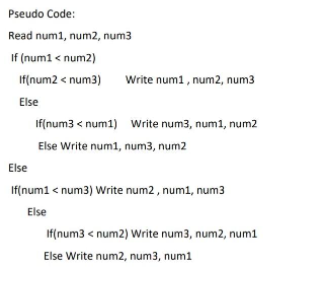 Pseudo Code:
Read num1, num2, num3
If (num1 < num2)
If(num2 < num3) Write num1 , num2, num3
Else
If(num3 < num1) Write num3, num1, num2
Else Write num1, num3, num2
Else
If(num1 < num3) Write num2 , num1, num3
Else
If(num3 < num2) Write num3, num2, num1
Else Write num2, num3, num1